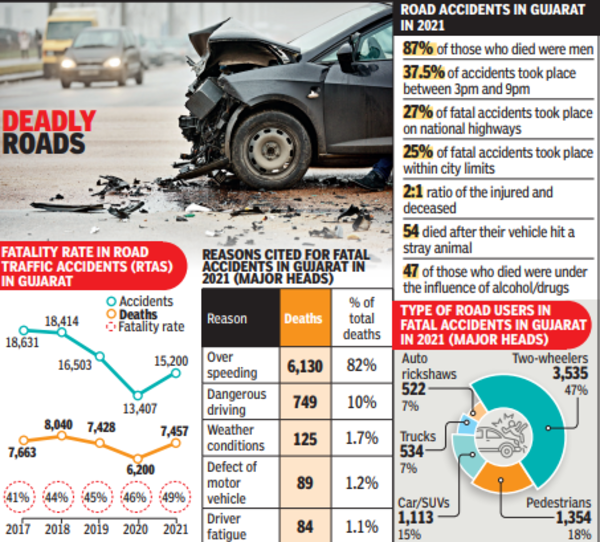 DEADLY
ROADS
FATALITY RATE IN ROAD
TRAFFIC ACCIDENTS (RTAS)
IN GUJARAT
Accidents
Deaths
Fatality rate
18,631
18,414
16,503
13,407
15,200
7,663
8,040
7,428
6,200
7,457
41% 44% 45% 46% 49%
2017 2018 2019 2020 2021
REASONS CITED FOR FATAL
ACCIDENTS IN GUJARAT IN
2021 (MAJOR HEADS)
Reason Deaths % of
total
deaths
Over
speeding 6,130 82%
Dangerous
driving 749 10%
Weather
conditions 125 1.7%
Defect of
motor
vehicle 89 1.2%
Driver
fatigue 84 1.1%
ROAD ACCIDENTS IN GUJARAT
IN 2021
87% of those who died were men
37.5% of accidents took place
between 3pm and 9pm
27% of fatal accidents took place
on national highways
25% of fatal accidents took place
within city limits
2:1 ratio of the injured and
deceased
54 died after their vehicle hit a
stray animal
47 of those who died were under
the influence of alcohol/drugs
TYPE OF ROAD USERS IN
FATAL ACCIDENTS IN GUJARAT
IN 2021 (MAJOR HEADS)
Auto
rickshaws
522
7%
Two-wheelers
3,535
47%
Trucks
534
7%
Car/SUVs
1,113
15%
Pedestrians
1,354
18%